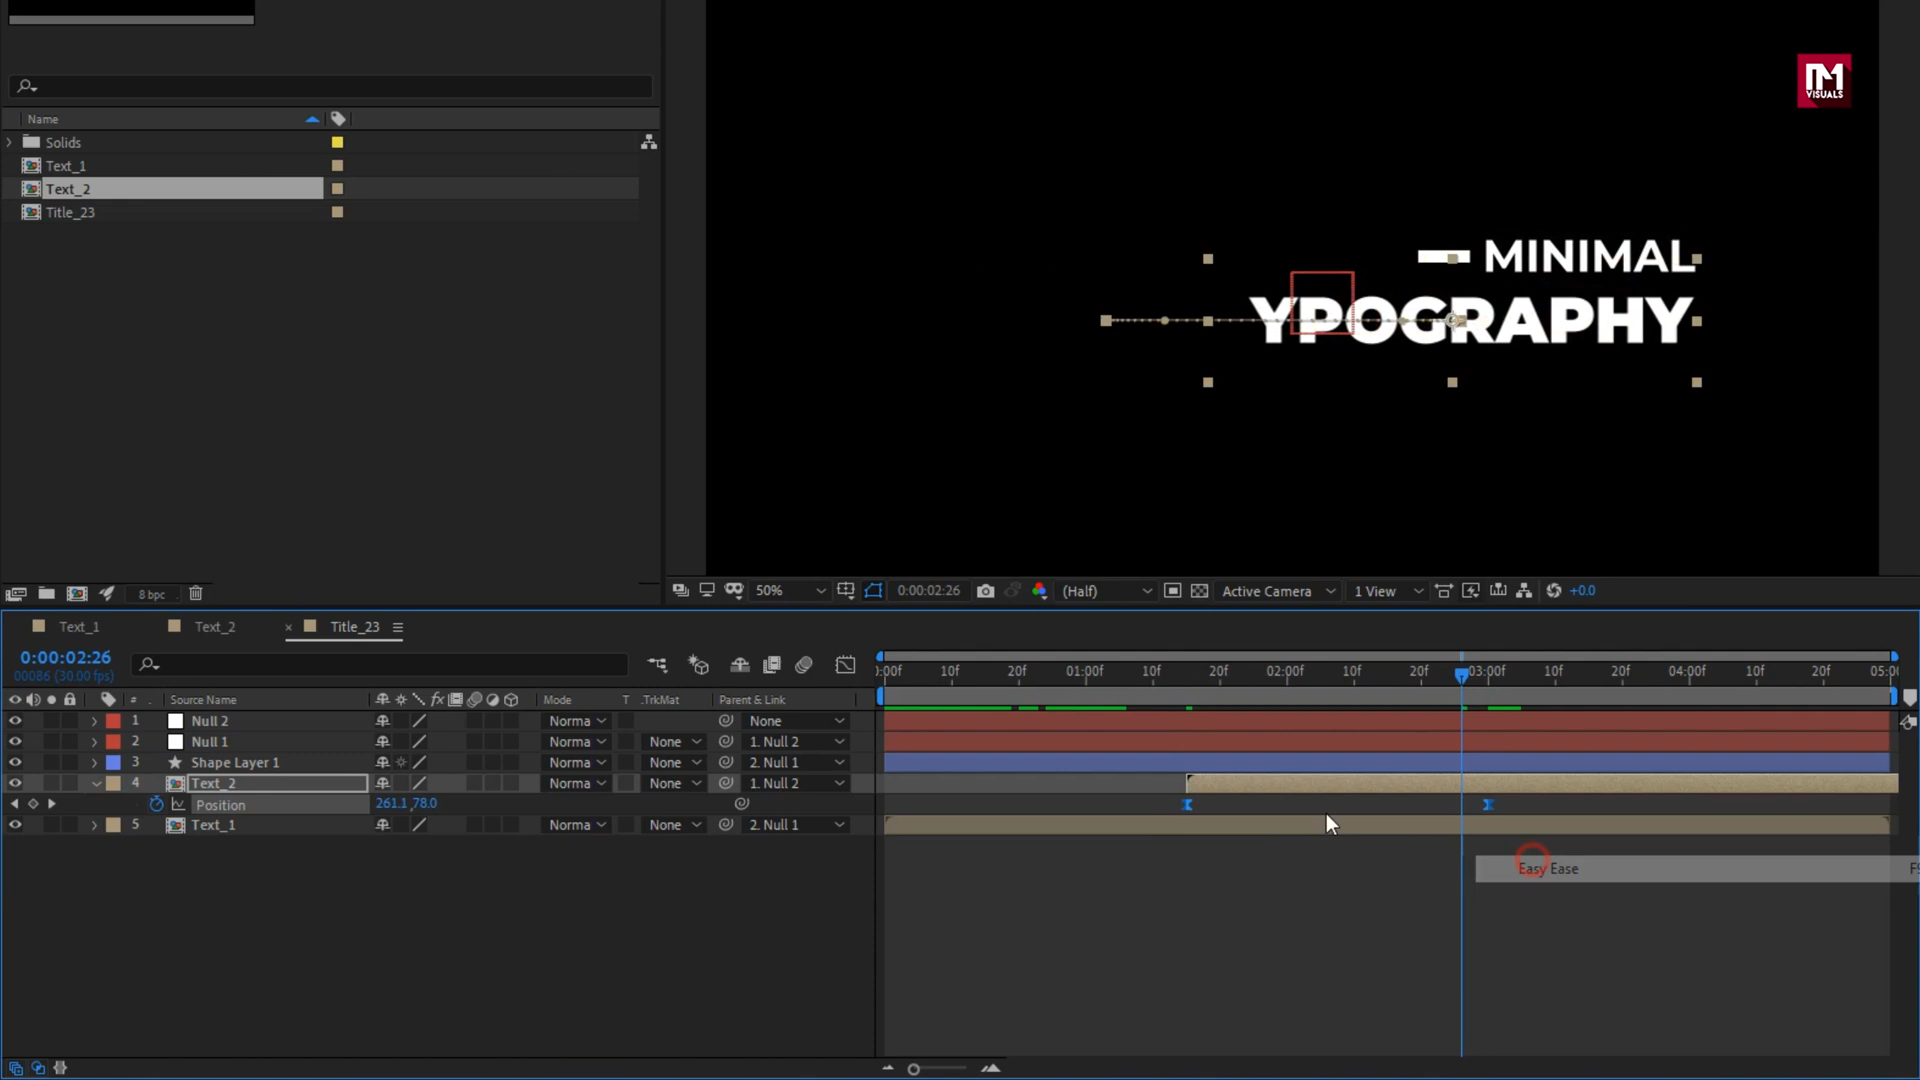 VISUALS
MINIMAL
YPOGRAPHY
Name
Solids
Text_1
Text_2
Title_23
8 bpc
50%
0:00:02:26
(Half)
Active Camera
1 View
+0.0
Text_1
Text_2
× Title_23
0:00:02:26
00086 (30.00 fps)
):00f 10f 20f 01:00f 10f 20f 02:00f 10f 20f 03:00f 10f 20f 04:00f 10f 20f 05:00f
# Source Name fx Mode T .TrkMat Parent & Link
1 Null 2 Norma None
2 Null 1 Norma None 1. Null 2
3 Shape Layer 1 Norma None 2. Null 1
4 Text_2 Norma None 1. Null 2
Position 261.1,78.0
5 Text_1 Norma None 2. Null 1
Easy Ease F9